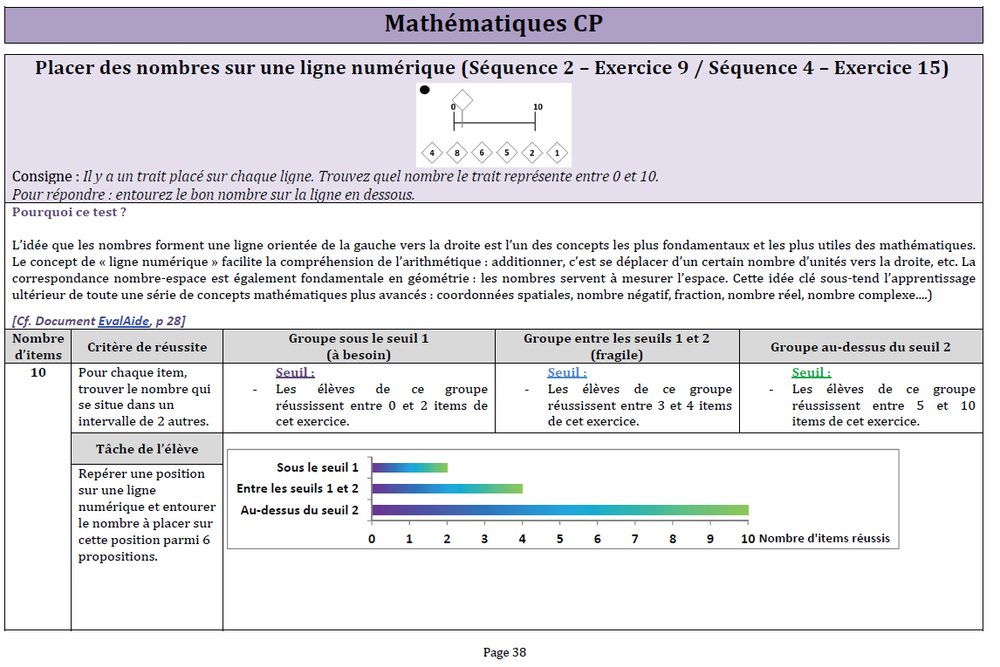 Mathématiques CP
Placer des nombres sur une ligne numérique (Séquence 2 – Exercice 9 / Séquence 4 – Exercice 15)
0 10
4 8 6 5 2 1
Consigne : Il y a un trait placé sur chaque ligne. Trouvez quel nombre le trait représente entre 0 et 10.
Pour répondre : entourez le bon nombre sur la ligne en dessous.
Pourquoi ce test ?
L’idée que les nombres forment une ligne orientée de la gauche vers la droite est l’un des concepts les plus fondamentaux et les plus utiles des mathématiques.
Le concept de « ligne numérique » facilite la compréhension de l’arithmétique : additionner, c’est se déplacer d’un certain nombre d’unités vers la droite, etc. La
correspondance nombre-espace est également fondamentale en géométrie : les nombres servent à mesurer l’espace. Cette idée clé sous-tend l’apprentissage
ultérieur de toute une série de concepts mathématiques plus avancés : coordonnées spatiales, nombre négatif, fraction, nombre réel, nombre complexe....)
[Cf. Document EvalAide, p 28]
Nombre
d’items
Critère de réussite
Groupe sous le seuil 1
(à besoin)
Groupe entre les seuils 1 et 2
(fragile)
Groupe au-dessus du seuil 2
10
Pour chaque item,
trouver le nombre qui
se situe dans un
intervalle de 2 autres.
Seuil :
- Les élèves de ce groupe
réussissent entre 0 et 2 items de
cet exercice.
Seuil :
- Les élèves de ce groupe
réussissent entre 3 et 4 items
de cet exercice.
Seuil :
- Les élèves de ce groupe
réussissent entre 5 et 10
items de cet exercice.
Tâche de l’élève
Repérer une position
sur une ligne
numérique et entourer
le nombre à placer sur
cette position parmi 6
propositions.
Sous le seuil 1
Entre les seuils 1 et 2
Au-dessus du seuil 2
0 1 2 3 4 5 6 7 8 9 10 Nombre d'items réussis
Page 38